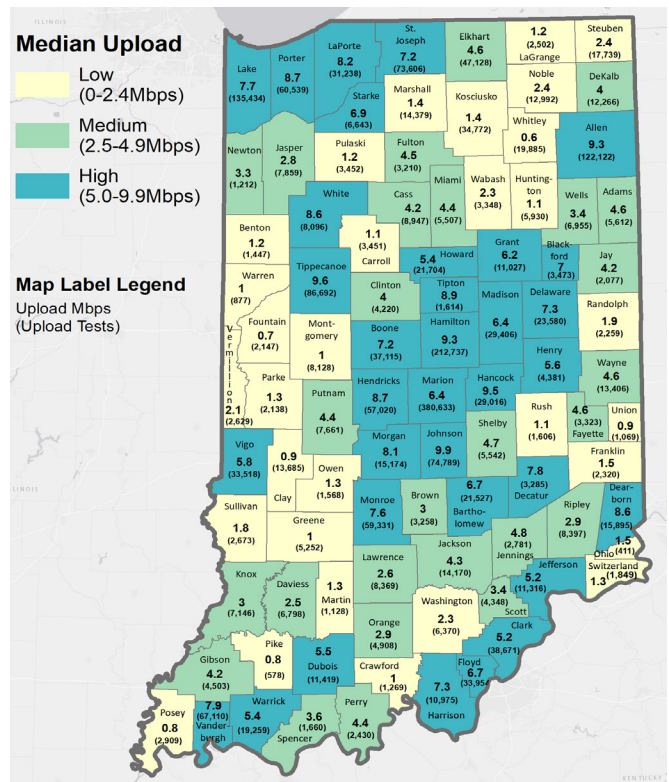 ILLINOIS
Median Upload
Low
(0-2.4Mbps)
Medium
(2.5-4.9Mbps)
High
(5.0-9.9Mbps)
Map Label Legend
Upload Mbps
(Upload Tests)
Lake
7.7
(135,434)
Porter
8.7
(60,539)
LaPorte
8.2
(31,238)
St.
Joseph
7.2
(73,606)
Elkhart
4.6
(47,128)
1.2
(2,502)
LaGrange
Steuben
2.4
(17,739)
Noble
2.4
(12,992)
DeKalb
4
(12,266)
Starke
6.9
(6,643)
Marshall
1.4
(14,379)
Kosciusko
1.4
(34,772)
Whitley
0.6
(19,885)
Allen
9.3
(122,122)
Newton
3.3
(1,212)
Jasper
2.8
(7,859)
Pulaski
1.2
(3,452)
Fulton
4.5
(3,210)
Miami
4.4
(5,507)
Wabash
2.3
(3,348)
Hunting-
ton
1.1
(5,930)
Wells
3.4
(6,955)
Adams
4.6
(5,612)
White
8.6
(8,096)
Cass
4.2
(8,947)
Benton
1.2
(1,447)
1.1
(3,451)
Carroll
5.4 Howard
(21,704)
Grant
6.2
(11,027)
Black-
ford
7
(3,473)
Jay
4.2
(2,077)
Warren
1
(877)
Tippecanoe
9.6
(86,692)
Clinton
4
(4,220)
Tipton
8.9
(1,614)
Madison
6.4
(29,406)
Delaware
7.3
(23,580)
Randolph
1.9
(2,259)
Vermillion
2.1
(2,629)
Fountain
0.7
(2,147)
Mont-
gomery
1
(8,128)
Boone
7.2
(37,115)
Hamilton
9.3
(212,737)
Henry
5.6
(4,381)
Wayne
4.6
(13,406)
Parke
1.3
(2,138)
Putnam
4.4
(7,661)
Hendricks
8.7
(57,020)
Marion
6.4
(380,633)
Hancock
9.5
(29,016)
Rush
1.1
(1,606)
4.6
(3,323)
Fayette
Union
0.9
(1,069)
Vigo
5.8
(33,518)
0.9
(13,685)
Clay
Owen
1.3
(1,568)
Morgan
8.1
(15,174)
Johnson
9.9
(74,789)
Shelby
4.7
(5,542)
Franklin
1.5
(2,320)
Sullivan
1.8
(2,673)
Greene
1
(5,252)
Monroe
7.6
(59,331)
Brown
3
(3,258)
6.7
(21,527)
Bartho-
lomew
7.8
(3,285)
Decatur
Ripley
2.9
(8,397)
Dear-
born
8.6
(15,895)
1.5
Ohio (411)
Switzerland
1.3 (1,849)
Knox
3
(7,146)
Daviess
2.5
(6,798)
1.3
Martin
(1,128)
Lawrence
2.6
(8,369)
Jackson
4.3
(14,170)
4.8
(2,781)
Jennings
Jefferson
5.2
(11,316)
3.4
(4,348)
Scott
Washington
2.3
(6,370)
Orange
2.9
(4,908)
Clark
5.2
(38,671)
Gibson
4.2
(4,503)
Pike
0.8
(578)
5.5
Dubois
(11,419)
Crawford
1
(1,269)
Floyd
6.7
(33,954
7.3
(10,975)
Harrison
Posey
0.8
(2,909)
7.9
(67,110)
Vander-
burgh
Warrick
5.4
(19,259)
3.6
(1,660)
Spencer
Perry
4.4
(2,430)
KENTUCKY